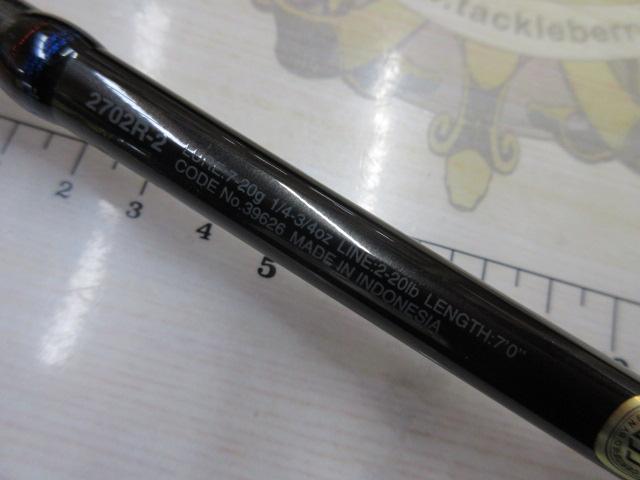 .tackleberr
2702R-2
LURE:7-20g 1/4-3/4oz LINE:2-20lb LENGTH:7'0"
CODE No.39626 MADE IN INDONESIA
2 3 4 5